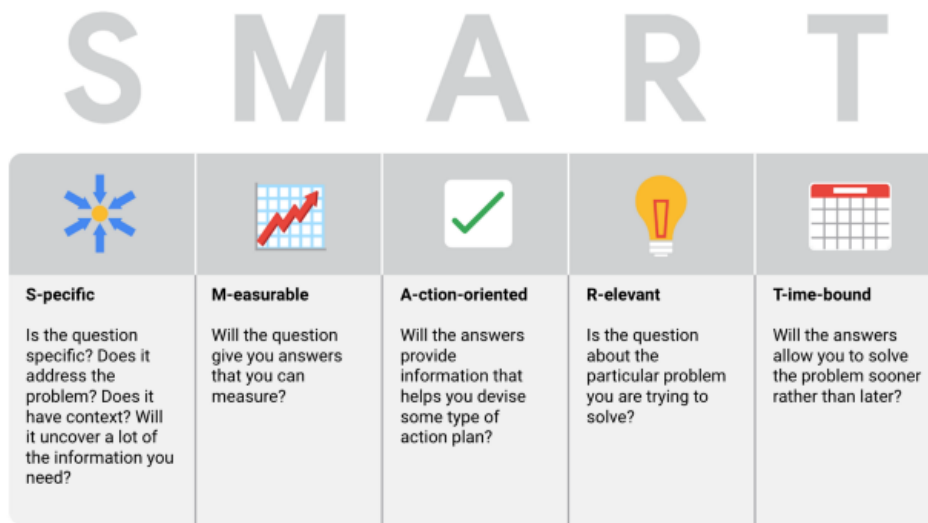 S M A R T
S-pecific
Is the question
specific? Does it
address the
problem? Does it
have context? Will
it uncover a lot of
the information you
need?
M-easurable
Will the question
give you answers
that you can
measure?
A-ction-oriented
Will the answers
provide
information that
helps you devise
some type of
action plan?
R-elevant
Is the question
about the
particular problem
you are trying to
solve?
T-ime-bound
Will the answers
allow you to solve
the problem sooner
rather than later?